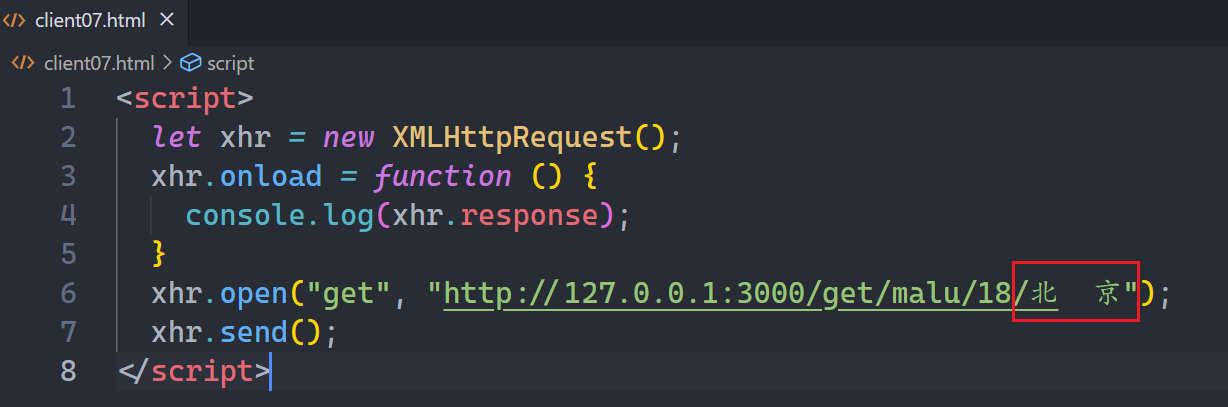 client07.html
client07.html > script
1 <script>
2 let xhr = new XMLHttpRequest();
3 xhr.onload = function () {
4 console.log(xhr.response);
5 }
6 xhr.open("get", "http://127.0.0.1:3000/get/malu/18/北  京");
7 xhr.send();
8 </script>